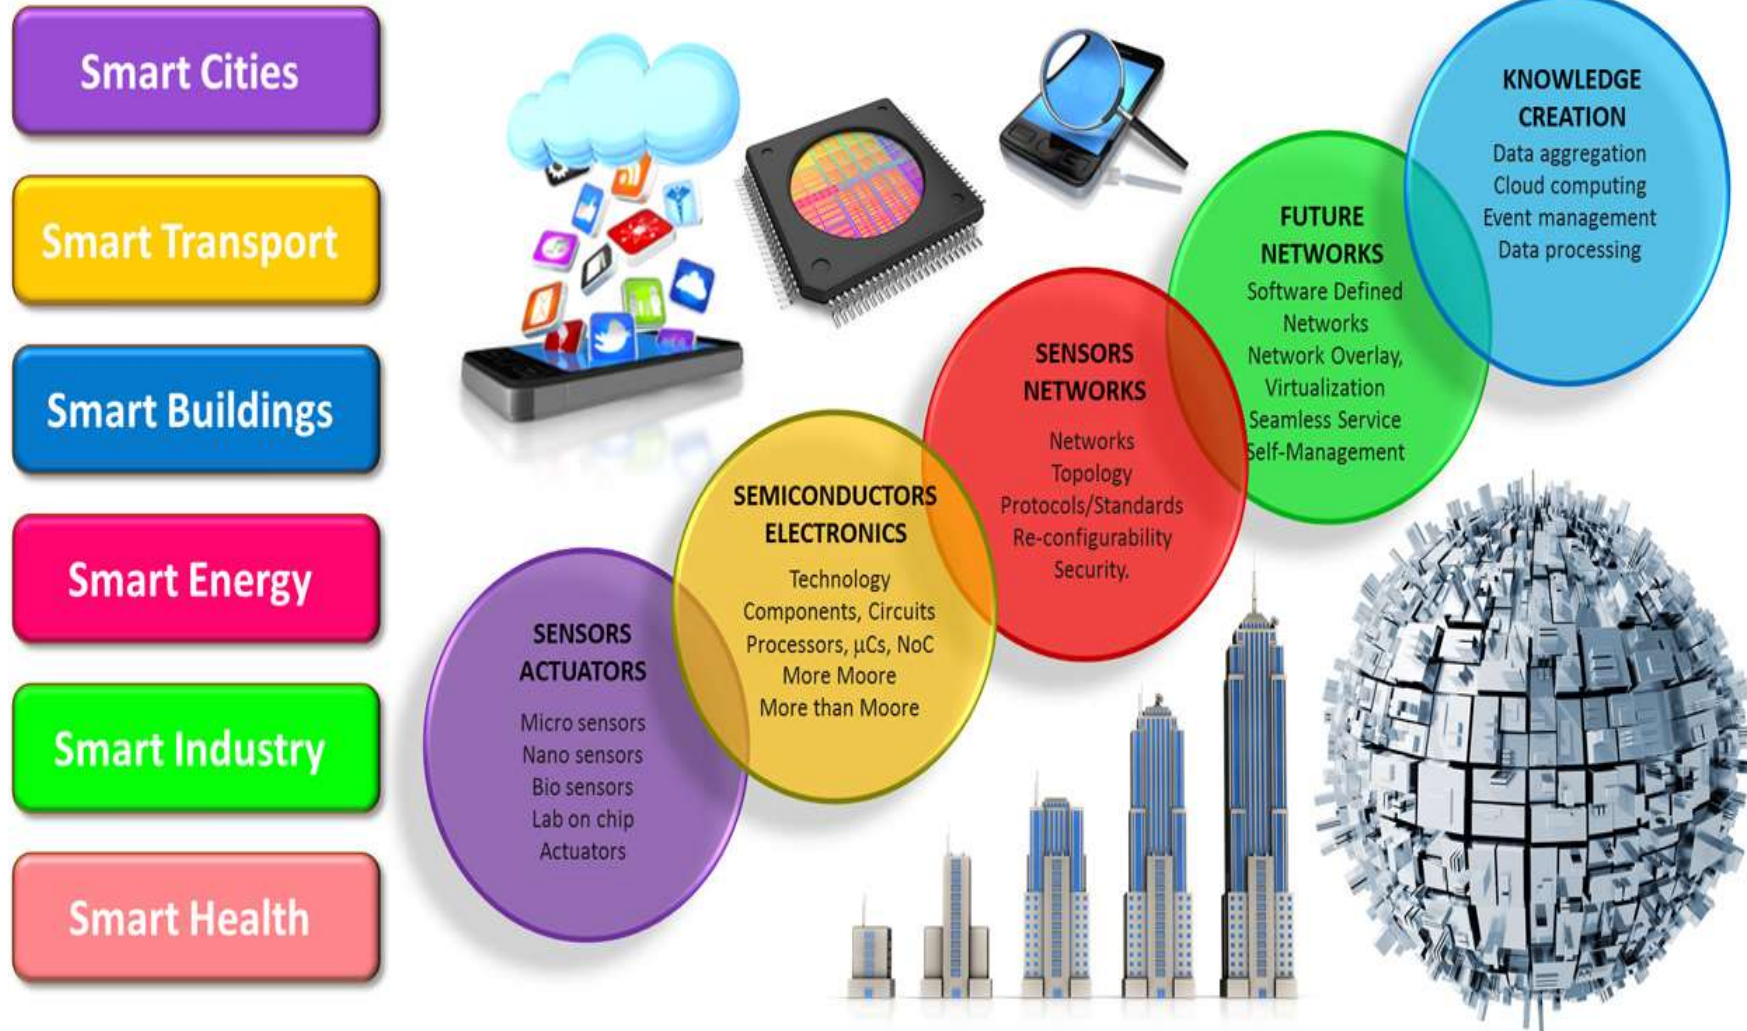 Smart Cities
Smart Transport
Smart Buildings
Smart Energy
Smart Industry
Smart Health
SENSORS
ACTUATORS
Micro sensors
Nano sensors
Bio sensors
Lab on chip
Actuators
SEMICONDUCTORS
ELECTRONICS
Technology
Components, Circuits
Processors, µCs, NoC
More Moore
More than Moore
SENSORS
NETWORKS
Networks
Topology
Protocols/Standards
Re-configurability
Security.
FUTURE
NETWORKS
Software Defined
Networks
Network Overlay,
Virtualization
Seamless Service
Self-Management
KNOWLEDGE
CREATION
Data aggregation
Cloud computing
Event management
Data processing